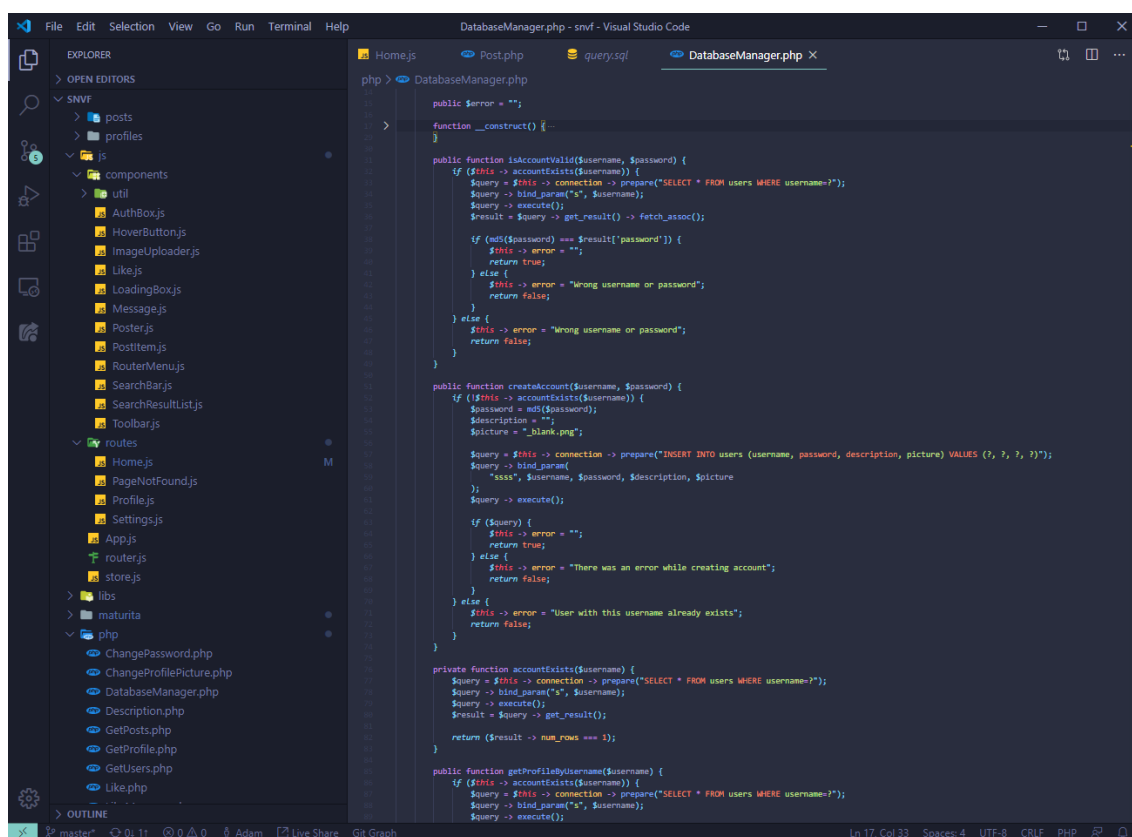 File Edit Selection View Go Run Terminal Help
DatabaseManager.php - snvf - Visual Studio Code
EXPLORER
OPEN EDITORS
SNVF
posts
profiles
js
components
util
AuthBox.js
HoverButton.js
ImageUploader.js
Like.js
LoadingBox.js
Message.js
Poster.js
PostItem.js
RouterMenu.js
SearchBar.js
SearchResultList.js
Toolbar.js
routes
Home.js M
PageNotFound.js
Profile.js
Settings.js
App.js
router.js
store.js
libs
maturita
php
ChangePassword.php
ChangeProfilePicture.php
DatabaseManager.php
Description.php
GetPosts.php
GetProfile.php
GetUsers.php
Like.php
OUTLINE
5
Home.js Post.php query.sql DatabaseManager.php
php > DatabaseManager.php
public $error = "";
function __construct() {
}
public function isAccountValid($username, $password) {
if ($this -> accountExists($username)) {
$query = $this -> connection -> prepare("SELECT * FROM users WHERE username=?");
$query -> bind_param("s", $username);
$query -> execute();
$result = $query -> get_result() -> fetch_assoc();
if (md5($password) === $result['password']) {
$this -> error = "";
return true;
} else {
$this -> error = "Wrong username or password";
return false;
}
} else {
$this -> error = "Wrong username or password";
return false;
}
}
public function createAccount($username, $password) {
if (!$this -> accountExists($username)) {
$password = md5($password);
$description = "";
$picture = "_blank.png";
$query = $this -> connection -> prepare("INSERT INTO users (username, password, description, picture) VALUES (?, ?, ?, ?)");
$query -> bind_param(
"ssss", $username, $password, $description, $picture
);
$query -> execute();
if ($query) {
$this -> error = "";
return true;
} else {
$this -> error = "There was an error while creating account";
return false;
}
} else {
$this -> error = "User with this username already exists";
return false;
}
}
private function accountExists($username) {
$query = $this -> connection -> prepare("SELECT * FROM users WHERE username=?");
$query -> bind_param("s", $username);
$query -> execute();
$result = $query -> get_result();
return ($result -> num_rows === 1);
}
public function getProfileByUsername($username) {
if ($this -> accountExists($username)) {
$query = $this -> connection -> prepare("SELECT * FROM users WHERE username=?");
$query -> bind_param("s", $username);
$query -> execute();
master* 0↓ 1↑ 0 0 Adam Live Share Git Graph
Ln 17, Col 33 Spaces: 4 UTF-8 CRLF PHP